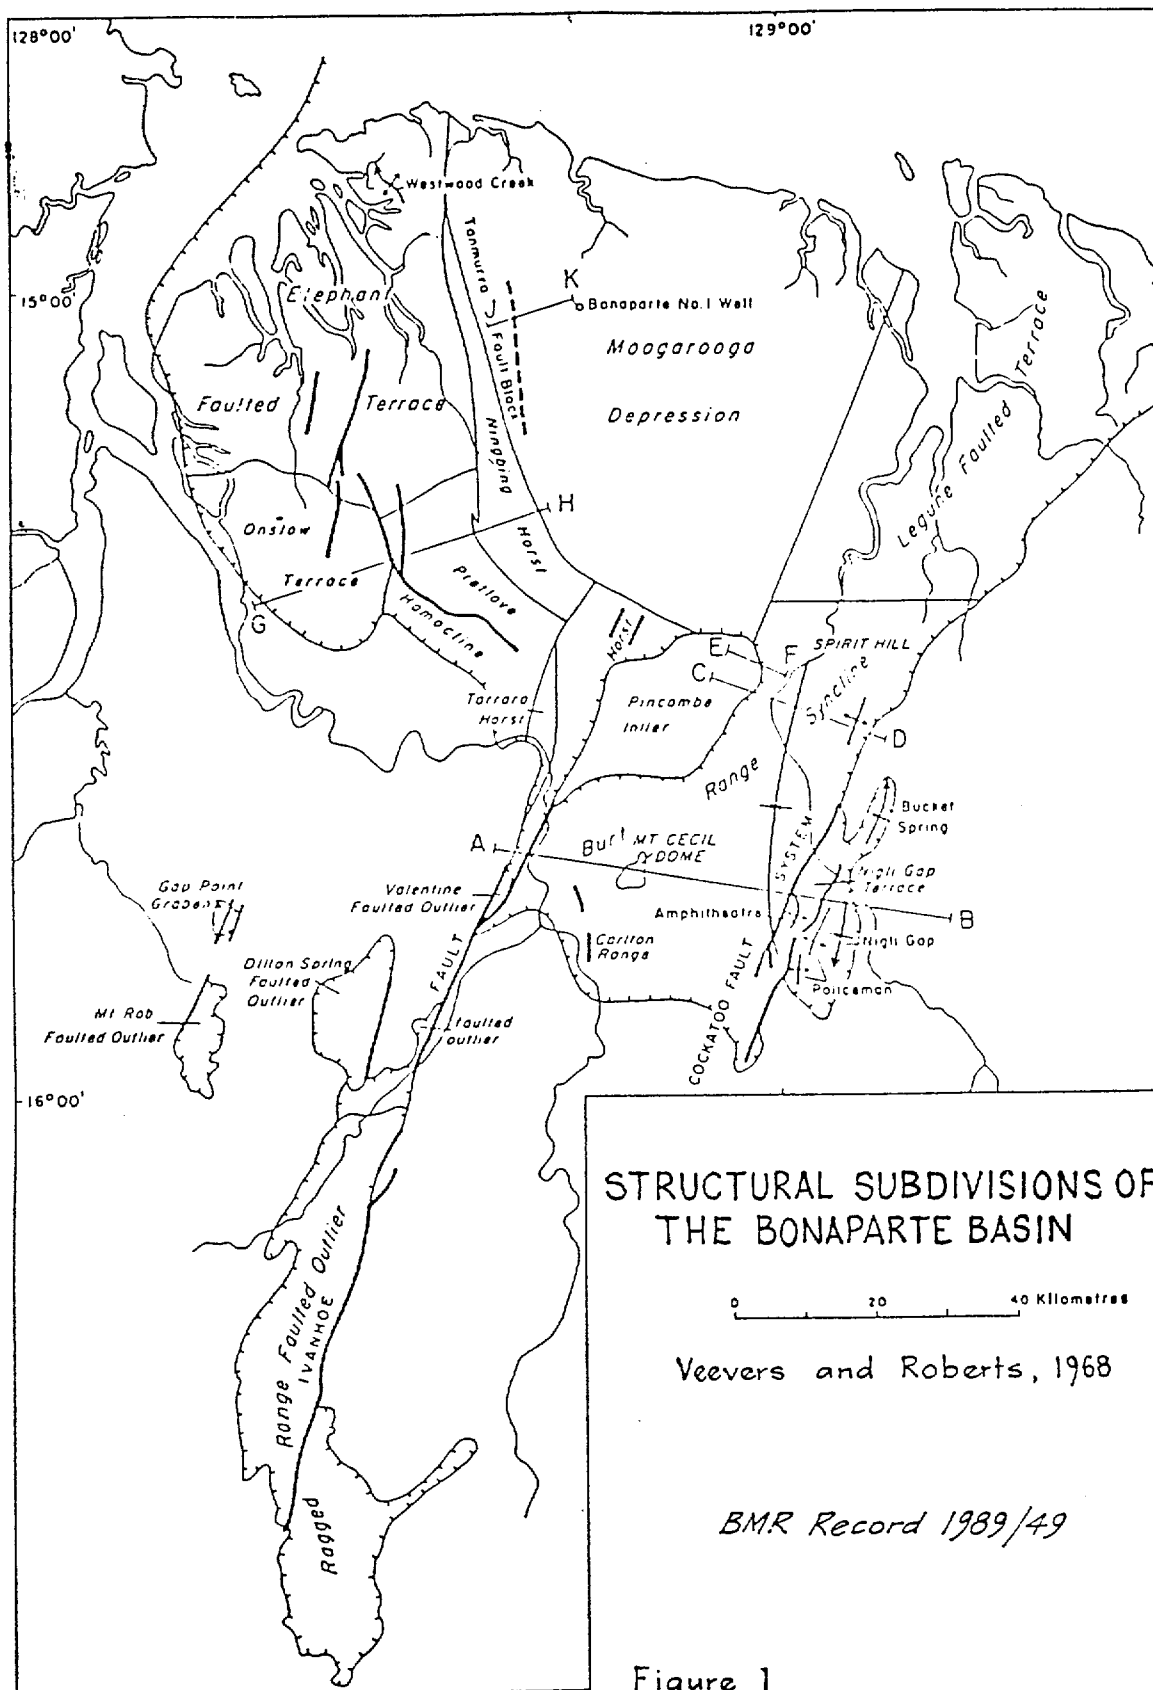 128°00'
129°00'
Westwood Creek
Tanmurra
Fault Block
K
Bonaparte No.1 Well
15°00'
Elephant
Moogarooga
Depression
Faulted
Terrace
Ningbing
Horst
Legune Faulted Terrace
H
Onslow
Terrace
Pretlove
Homocline
G
Horst
E
F
SPIRIT HILL
C
Syncline
Tarrara
Horst
Pincombe
Inlier
D
Range
Bucket
Spring
A
Burt
MT CECIL
DOME
SYSTEM
Nigli Gap
Terrace
Valentine
Faulted Outlier
Gap Point
Graben
Amphitheatre
B
Nigli Gap
Carlton
Range
Dillon Spring
Faulted
Outlier
FAULT
Policeman
Mt Rob
Faulted Outlier
faulted
outlier
COCKATOO FAULT
16°00'
STRUCTURAL SUBDIVISIONS OF
THE BONAPARTE BASIN
Range Faulted Outlier
IVANHOE
0 20 40 Kilometres
Veevers and Roberts, 1968
Ragged
BMR Record 1989/49
Figure 1